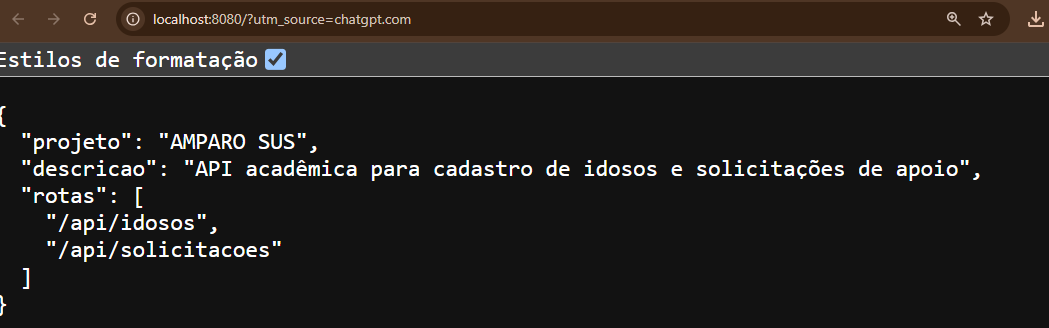 localhost:8080/?utm_source=chatgpt.com
Estilos de formatação
{
"projeto": "AMPARO SUS",
"descricao": "API acadêmica para cadastro de idosos e solicitações de apoio",
"rotas": [
"/api/idosos",
"/api/solicitacoes"
]
}